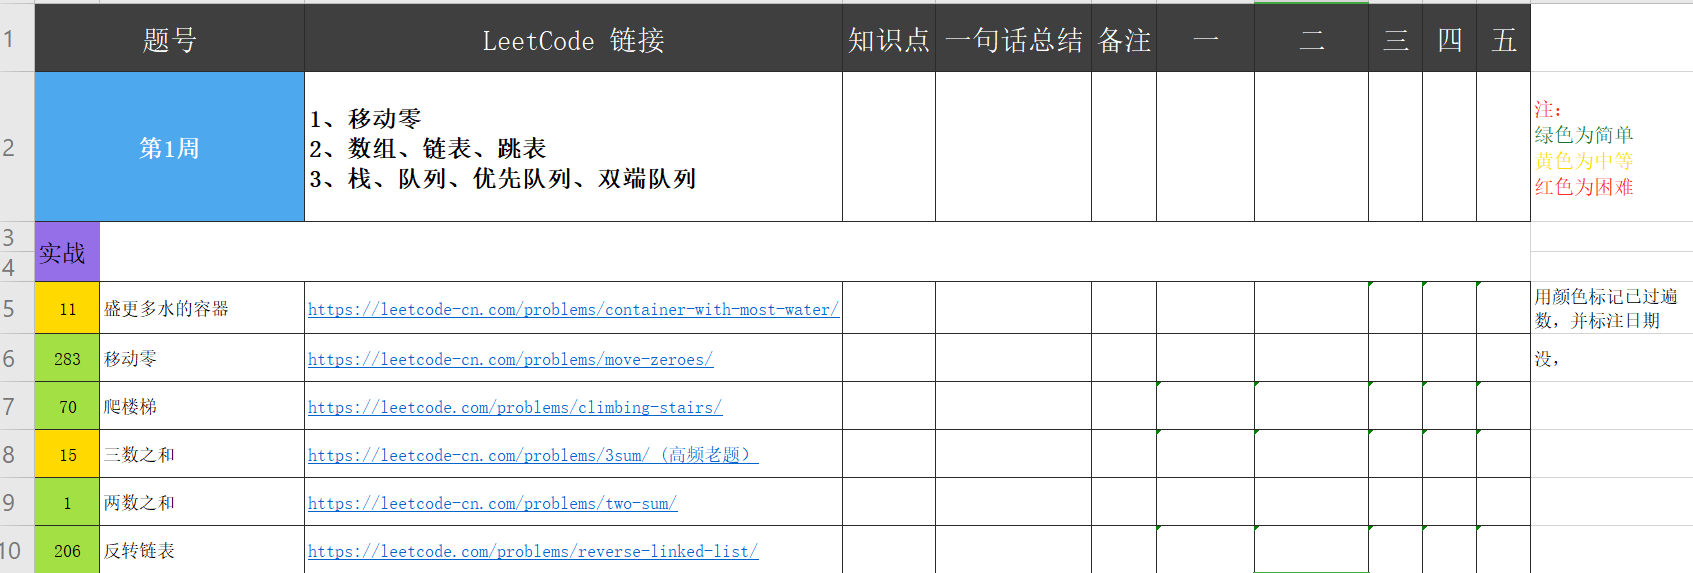 1 题号 LeetCode 链接 知识点 一句话总结 备注 一 二 三 四 五
2 第1周
1、移动零
2、数组、链表、跳表
3、栈、队列、优先队列、双端队列
注：
绿色为简单
黄色为中等
红色为困难
3 实战
4
5 11 盛更多水的容器 https://leetcode-cn.com/problems/container-with-most-water/ 用颜色标记已过遍
数，并标注日期
6 283 移动零 https://leetcode-cn.com/problems/move-zeroes/ 没，
7 70 爬楼梯 https://leetcode.com/problems/climbing-stairs/
8 15 三数之和 https://leetcode-cn.com/problems/3sum/ (高频老题）
9 1 两数之和 https://leetcode-cn.com/problems/two-sum/
10 206 反转链表 https://leetcode.com/problems/reverse-linked-list/